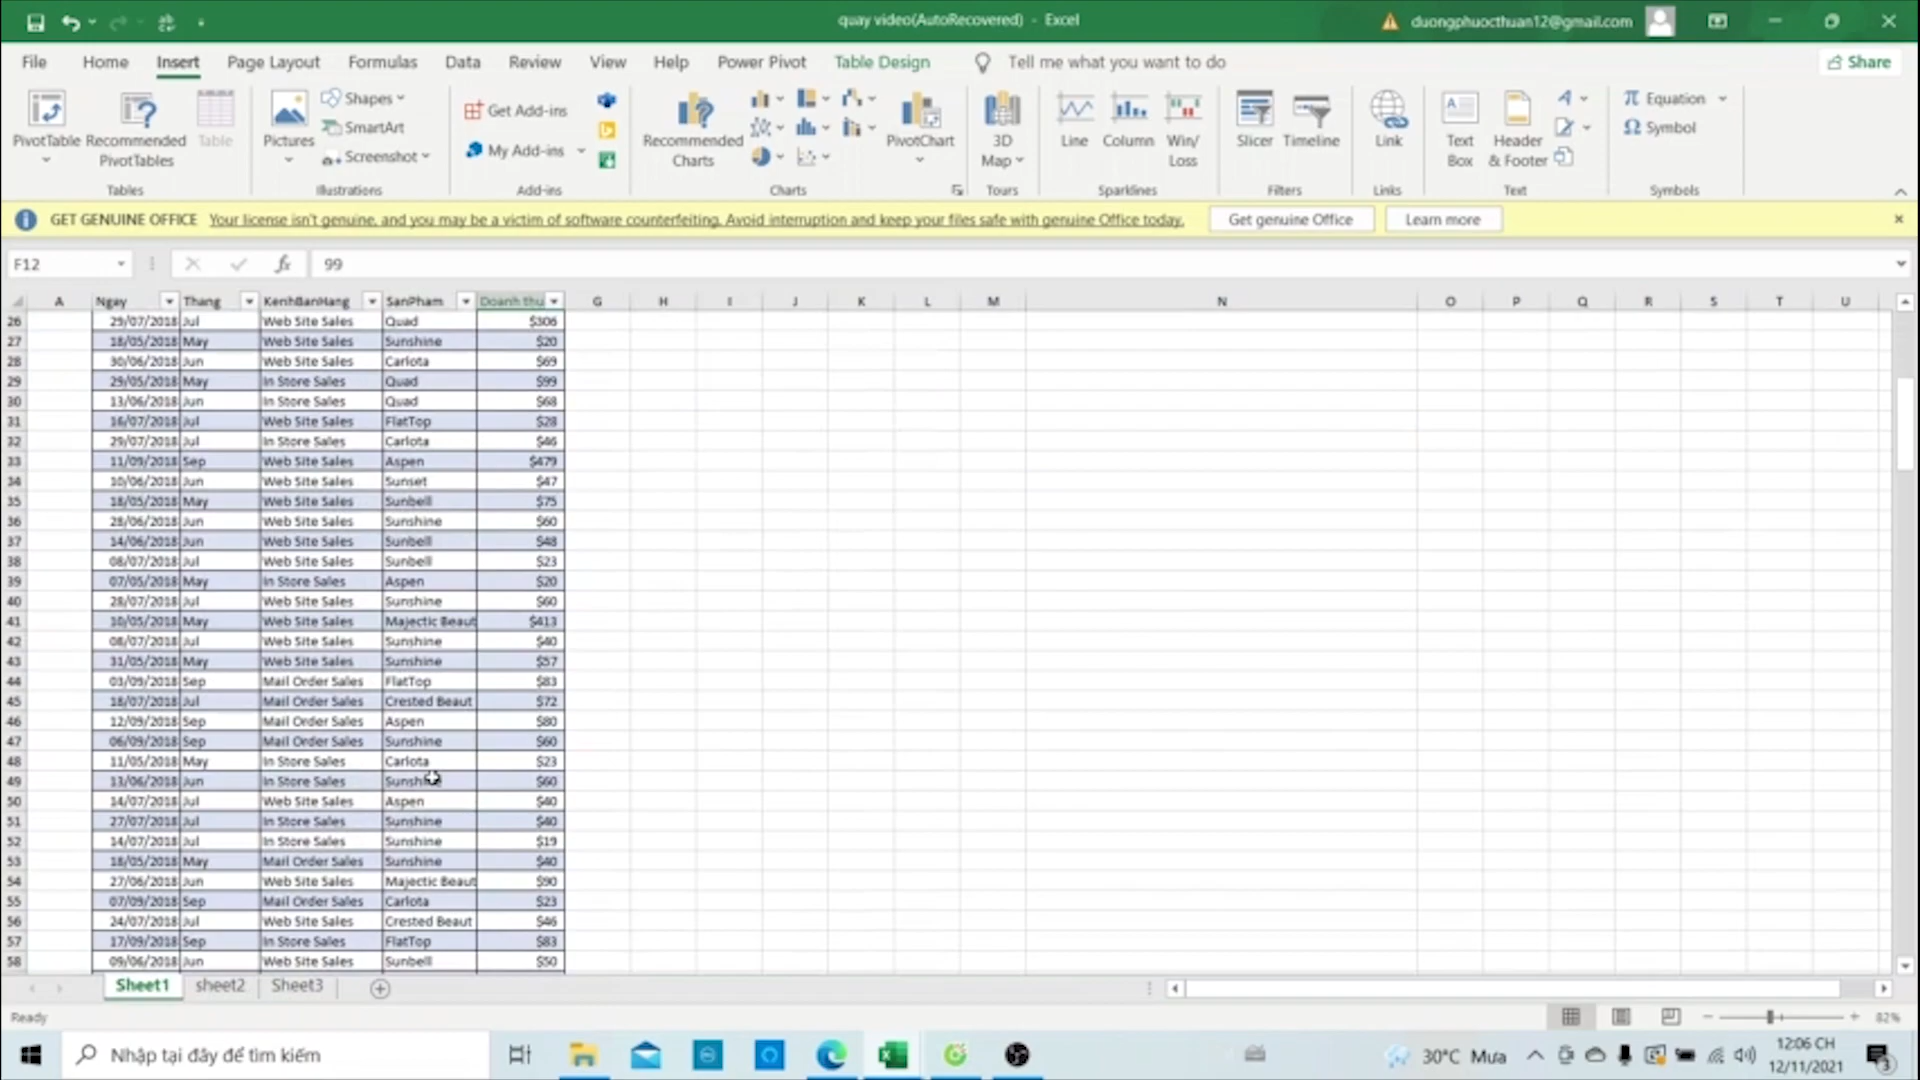 quay video(AutoRecovered) - Excel
duongphuocthuan12@gmail.com
File Home Insert Page Layout Formulas Data Review View Help Power Pivot Table Design Tell me what you want to do Share
PivotTable
Recommended PivotTables
Table
Tables
Pictures
Shapes
SmartArt
Screenshot
Illustrations
Get Add-ins
My Add-ins
Add-ins
Recommended Charts
PivotChart
Charts
3D Map
Tours
Line
Column
Win/ Loss
Sparklines
Slicer
Timeline
Filters
Link
Links
Text Box
Header & Footer
Text
Equation
Symbol
Symbols
GET GENUINE OFFICE Your license isn't genuine, and you may be a victim of software counterfeiting. Avoid interruption and keep your files safe with genuine Office today. Get genuine Office Learn more
F12 fx 99
A Ngay Thang KenhBanHang SanPham Doanh thu G H I J K L M N O P Q R S T U
26 29/07/2018 Jul Web Site Sales Quad $306
27 18/05/2018 May Web Site Sales Sunshine $20
28 30/06/2018 Jun Web Site Sales Carlota $69
29 29/05/2018 May In Store Sales Quad $99
30 13/06/2018 Jun In Store Sales Quad $68
31 16/07/2018 Jul Web Site Sales FlatTop $28
32 29/07/2018 Jul In Store Sales Carlota $46
33 11/09/2018 Sep Web Site Sales Aspen $479
34 10/06/2018 Jun Web Site Sales Sunset $47
35 18/05/2018 May Web Site Sales Sunbell $75
36 28/06/2018 Jun Web Site Sales Sunshine $60
37 14/06/2018 Jun Web Site Sales Sunbell $48
38 08/07/2018 Jul Web Site Sales Sunbell $23
39 07/05/2018 May In Store Sales Aspen $20
40 28/07/2018 Jul Web Site Sales Sunshine $60
41 10/05/2018 May Web Site Sales Majectic Beaut $413
42 08/07/2018 Jul Web Site Sales Sunshine $40
43 31/05/2018 May Web Site Sales Sunshine $57
44 03/09/2018 Sep Mail Order Sales FlatTop $83
45 18/07/2018 Jul Mail Order Sales Crested Beaut $72
46 12/09/2018 Sep Mail Order Sales Aspen $80
47 06/09/2018 Sep Mail Order Sales Sunshine $60
48 11/05/2018 May In Store Sales Carlota $23
49 13/06/2018 Jun In Store Sales Sunshine $60
50 14/07/2018 Jul Web Site Sales Aspen $40
51 27/07/2018 Jul In Store Sales Sunshine $40
52 14/07/2018 Jul In Store Sales Sunshine $19
53 18/05/2018 May Mail Order Sales Sunshine $40
54 27/06/2018 Jun Web Site Sales Majectic Beaut $90
55 07/09/2018 Sep Mail Order Sales Carlota $23
56 24/07/2018 Jul Web Site Sales Crested Beaut $46
57 17/09/2018 Sep In Store Sales FlatTop $83
58 09/06/2018 Jun Web Site Sales Sunbell $50
Sheet1 sheet2 Sheet3
Ready 82%
Nhập tại đây để tìm kiếm 30°C Mưa 12:06 CH
12/11/2021 3